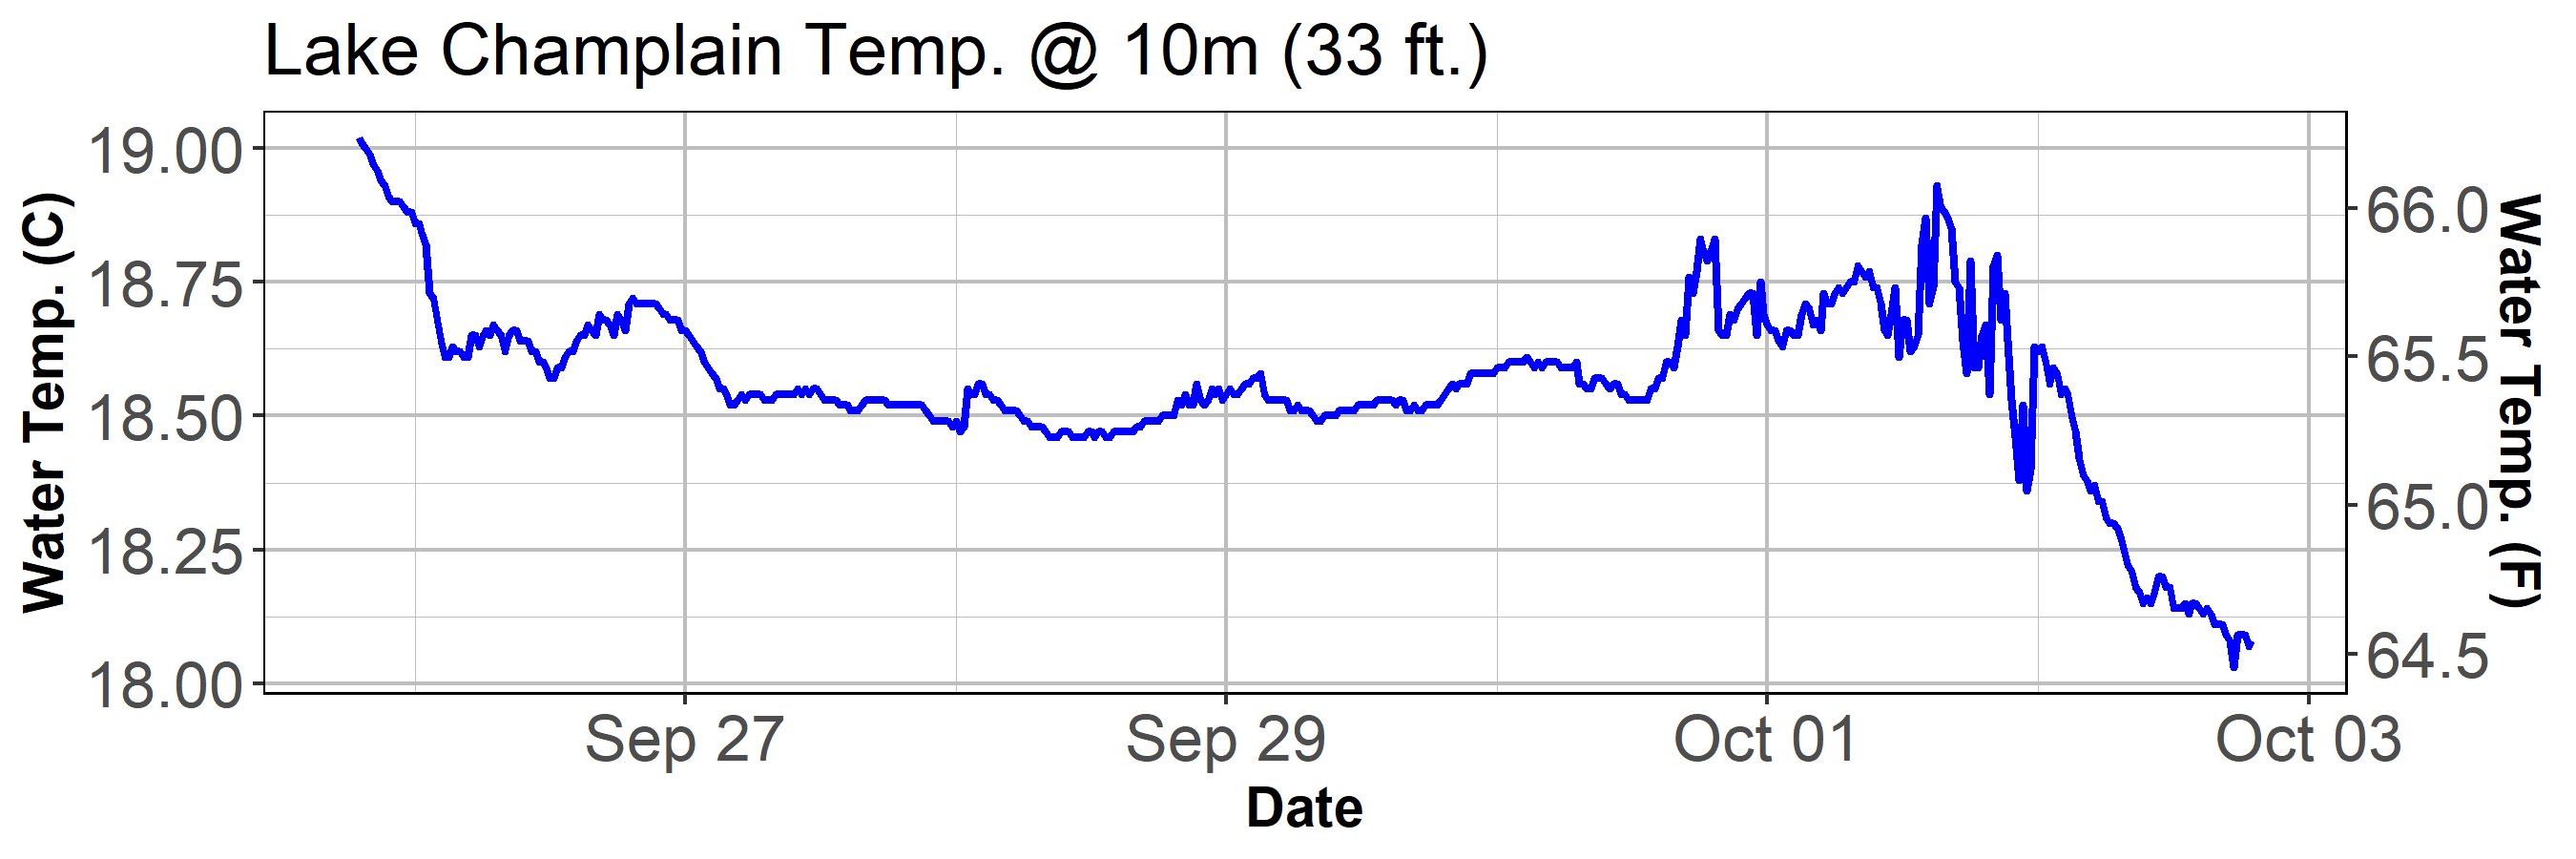 Lake Champlain Temp. @ 10m (33 ft.)
Water Temp. (C)
19.00
18.75
18.50
18.25
18.00
66.0
65.5
65.0
64.5
Water Temp. (F)
Sep 27 Sep 29 Oct 01 Oct 03
Date